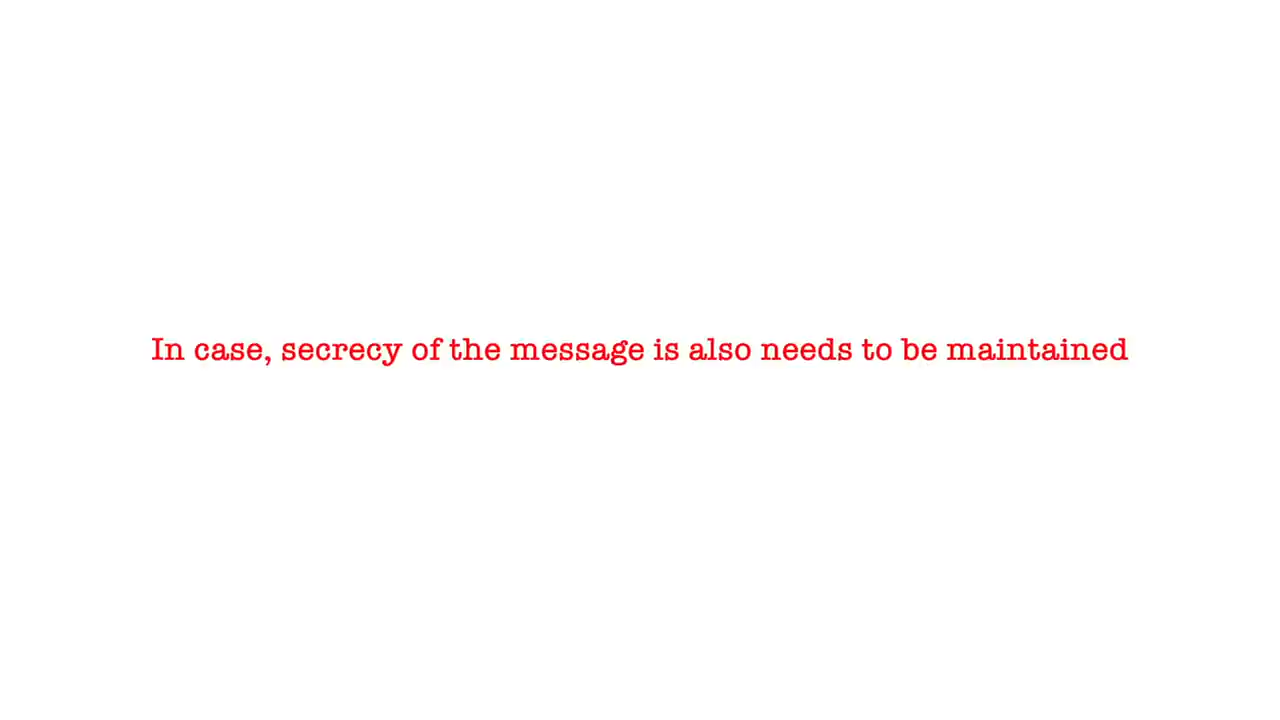 In case, secrecy of the message is also needs to be maintained